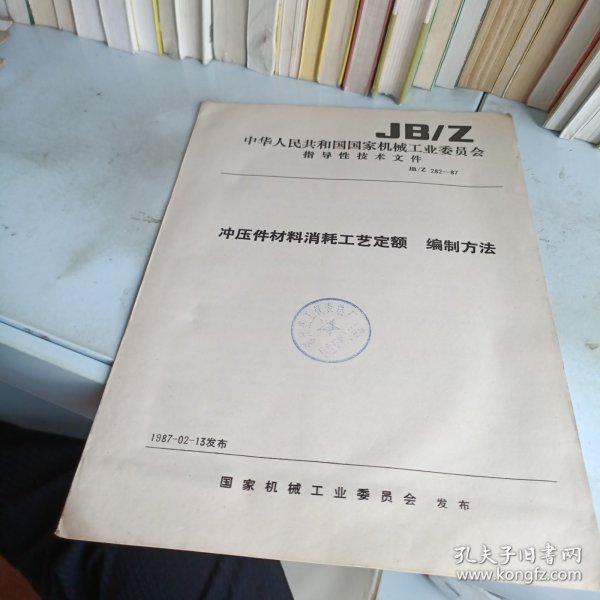 JB/Z
中华人民共和国国家机械工业委员会
指导性技术文件
JB/Z 282—87
冲压件材料消耗工艺定额 编制方法
1987-02-13发布
国家机械工业委员会 发布
孔夫子旧书网
www.kongfz.com